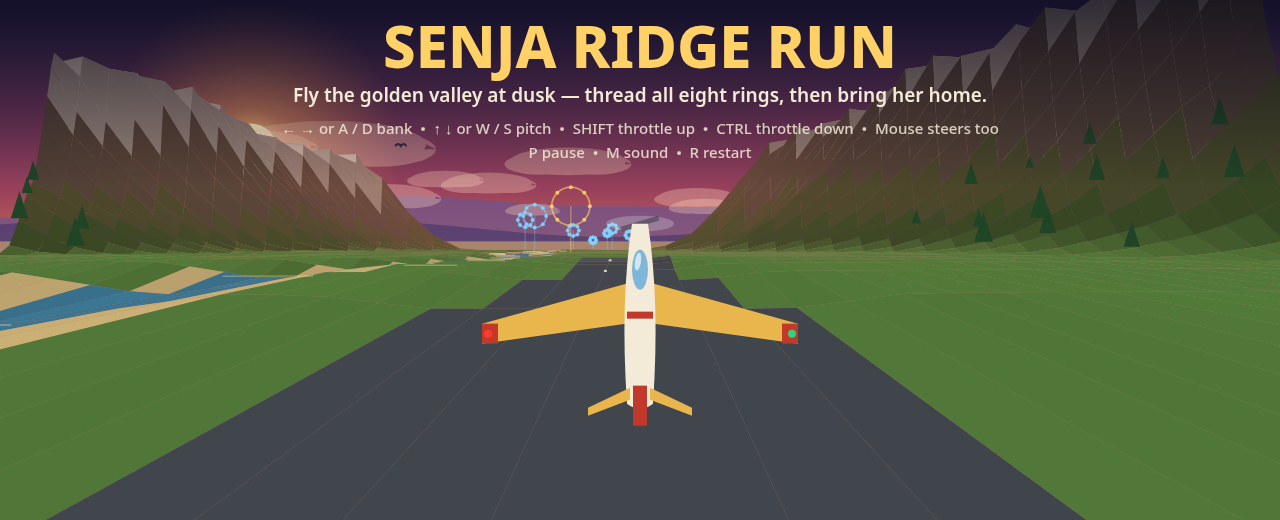 SENJA RIDGE RUN
Fly the golden valley at dusk — thread all eight rings, then bring her home.
← → or A / D bank • ↑ ↓ or W / S pitch • SHIFT throttle up • CTRL throttle down • Mouse steers too
P pause • M sound • R restart